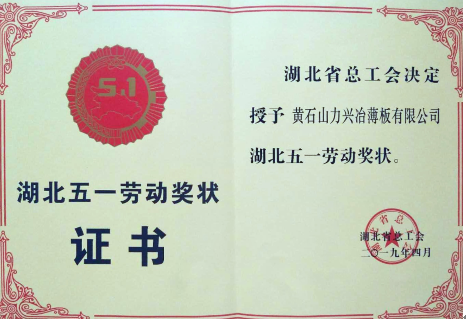 5.1
湖北五一劳动奖状
证书
湖北省总工会决定
授予 黄石山力兴冶薄板有限公司
湖北五一劳动奖状。
湖北省总工会
二〇一九年四月